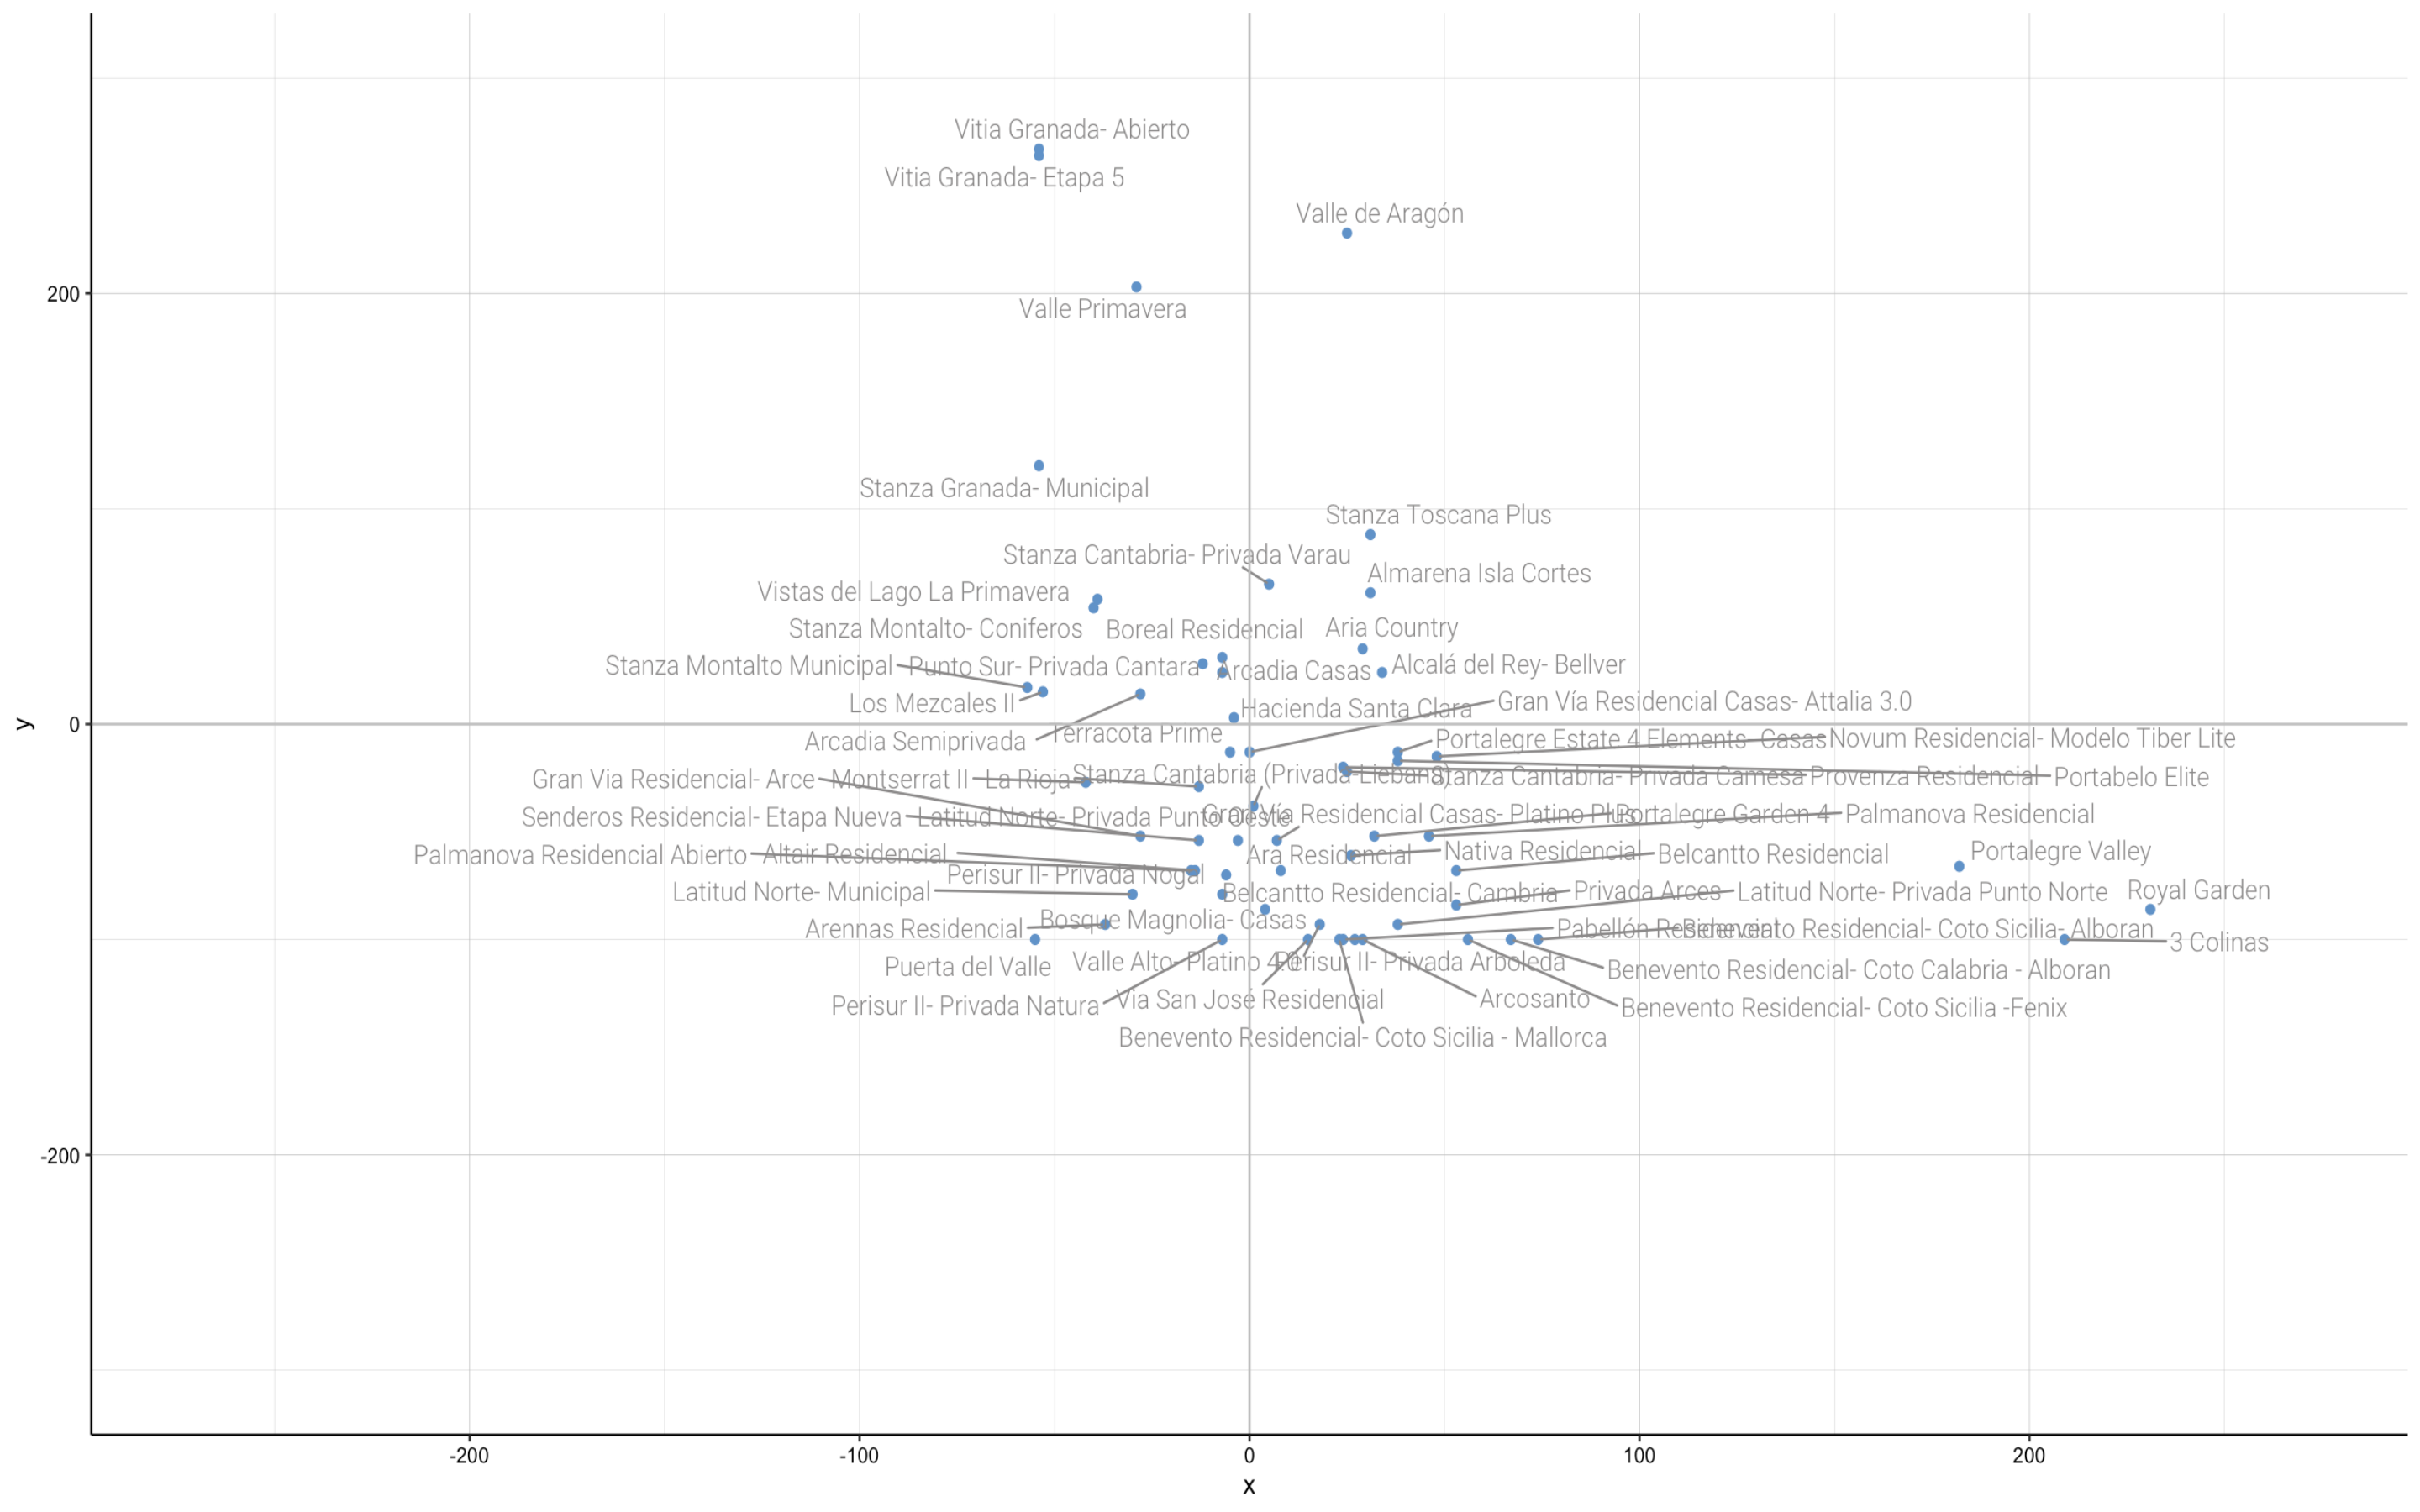 Vitia Granada- Abierto
Vitia Granada- Etapa 5
Valle de Aragón
200
Valle Primavera
Stanza Granada- Municipal
Stanza Toscana Plus
Stanza Cantabria- Privada Varau
Almarena Isla Cortes
Vistas del Lago La Primavera
Stanza Montalto- Coniferos
Boreal Residencial
Aria Country
Stanza Montalto Municipal
Punto Sur- Privada Cantara
Arcadia Casas
Alcalá del Rey- Bellver
Los Mezcales II
Hacienda Santa Clara
Gran Vía Residencial Casas- Attalia 3.0
y
0
Arcadia Semiprivada
Terracota Prime
Portalegre Estate 4 Elements- Casas
Novum Residencial- Modelo Tiber Lite
Gran Via Residencial- Arce
Montserrat II- La Rioja
Stanza Cantabria (Privada Liebana)
Stanza Cantabria- Privada Camesa
Provenza Residencial
Portabelo Elite
Senderos Residencial- Etapa Nueva
Latitud Norte- Privada Punto Oeste
Gran Vía Residencial Casas- Platino Plus
Portalegre Garden 4
Palmanova Residencial
Palmanova Residencial Abierto
Altair Residencial
Ara Residencial
Nativa Residencial
Belcantto Residencial
Portalegre Valley
Perisur II- Privada Nogal
Latitud Norte- Municipal
Belcantto Residencial- Cambria
Privada Arces
Latitud Norte- Privada Punto Norte
Royal Garden
Arennas Residencial
Bosque Magnolia- Casas
Pabellón Residencial
Benevento Residencial- Coto Sicilia- Alboran
3 Colinas
Puerta del Valle
Valle Alto- Platino
Perisur II- Privada Arboleda
Benevento Residencial- Coto Calabria - Alboran
Perisur II- Privada Natura
Via San José Residencial
Arcosanto
Benevento Residencial- Coto Sicilia -Fenix
Benevento Residencial- Coto Sicilia - Mallorca
-200
-200
-100
0
100
200
x